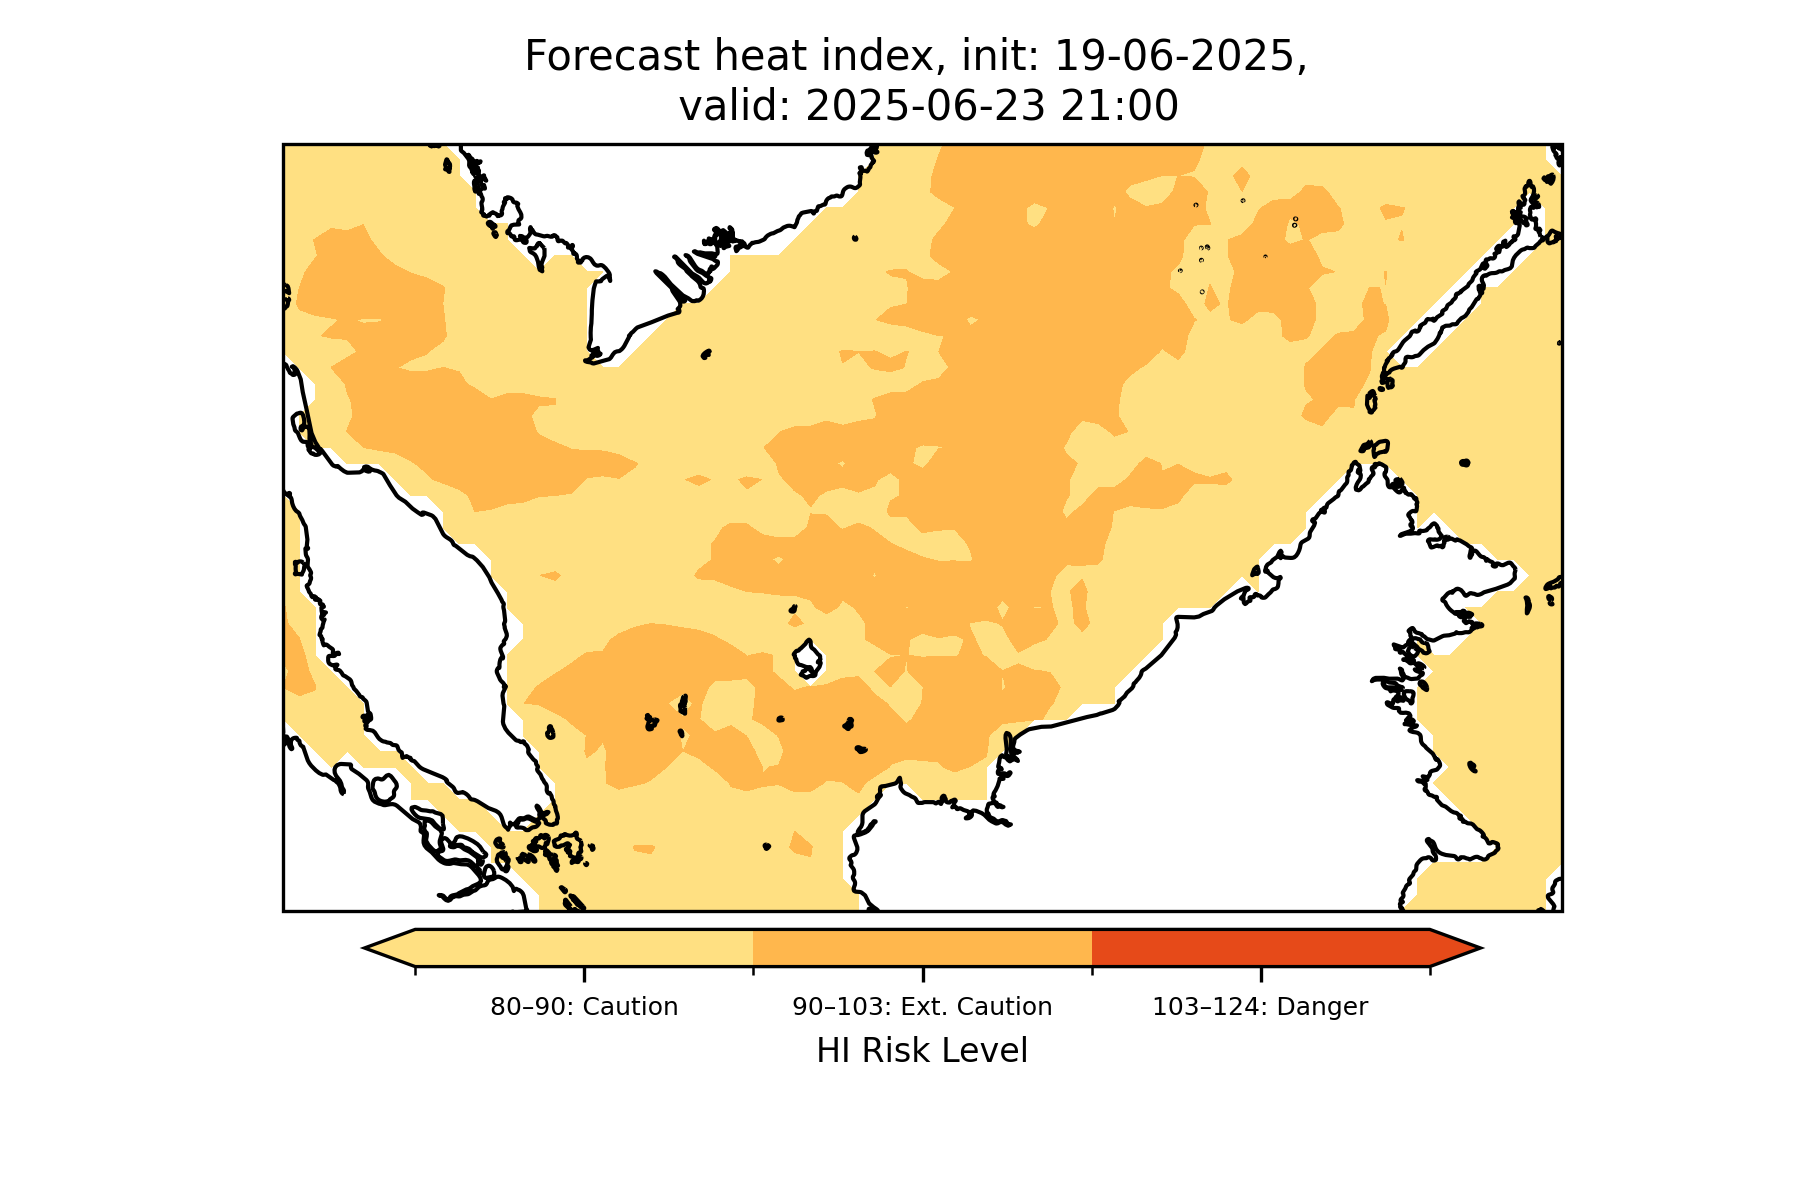 Forecast heat index, init: 19-06-2025,
valid: 2025-06-23 21:00
80–90: Caution
90–103: Ext. Caution
103–124: Danger
HI Risk Level